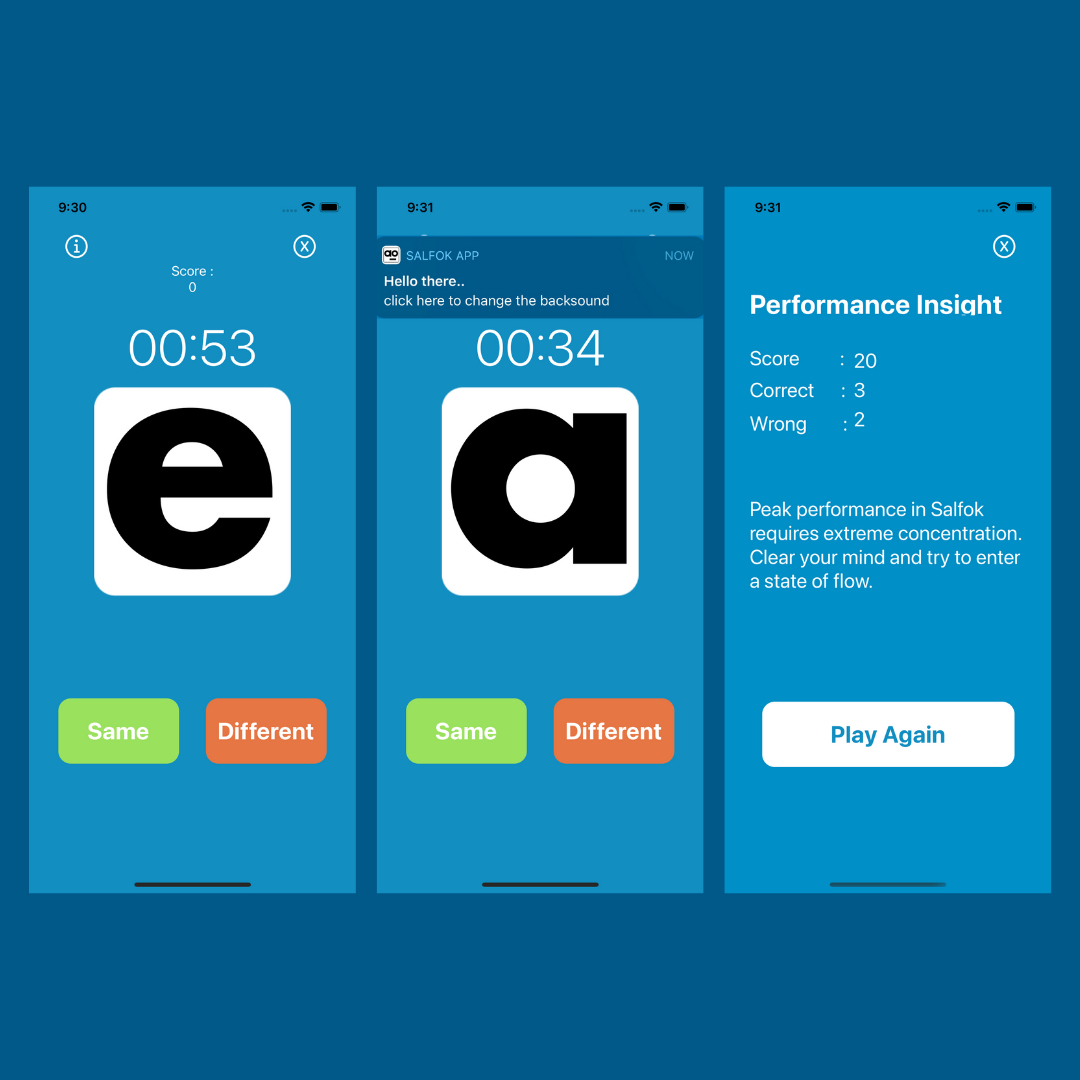 9:30
Score :
0
00:53
e
Same Different
9:31
ao
SALFOK APP NOW
Hello there..
click here to change the backsound
00:34
a
Same Different
9:31
Performance Insight
Score : 20
Correct : 3
Wrong : 2
Peak performance in Salfok
requires extreme concentration.
Clear your mind and try to enter
a state of flow.
Play Again